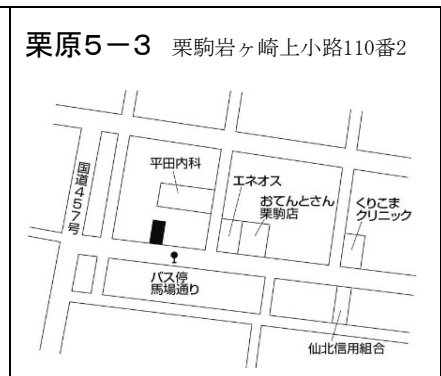 栗原5－3 栗駒岩ヶ崎上小路110番2
国道457号
平田内科
エネオス
おてんとさん
栗駒店
くりこま
クリニック
バス停
馬場通り
仙北信用組合